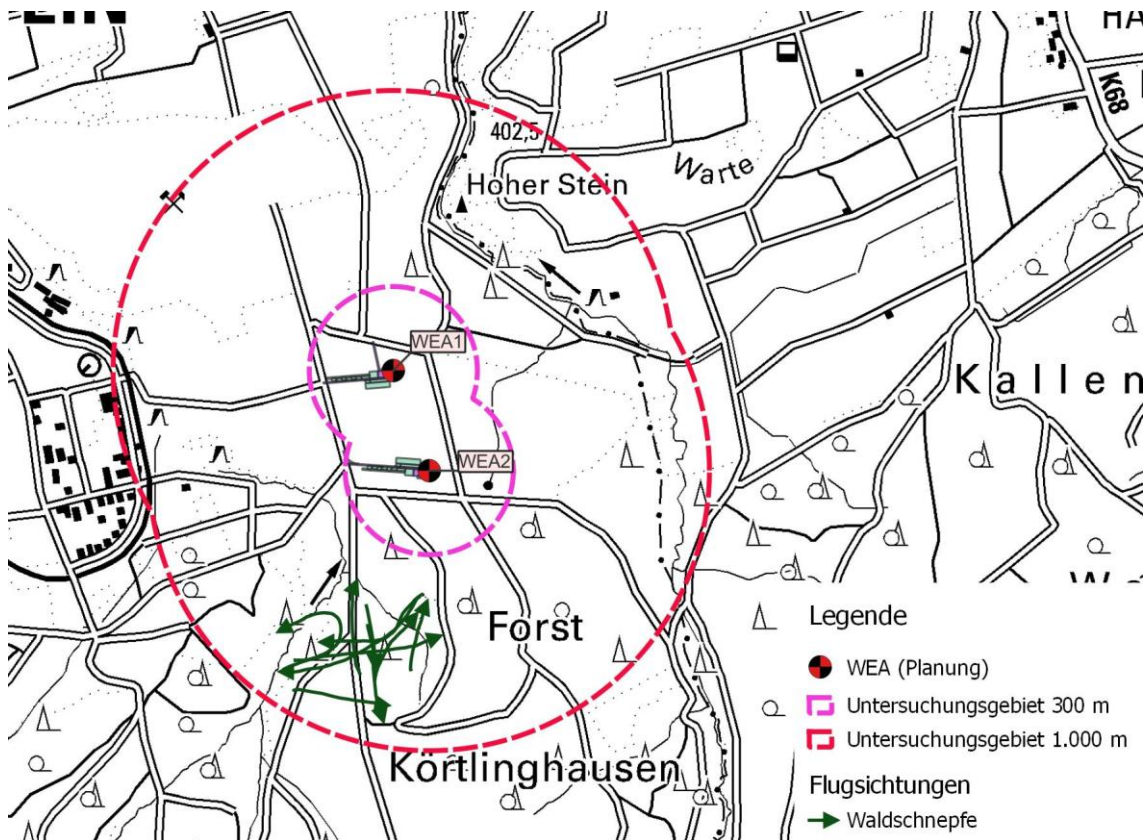 HA
K68
402,5
Warte
Hoher Stein
WEA1
Kallen
WEA2
Forst
Körtlinghausen
Legende
WEA (Planung)
Untersuchungsgebiet 300 m
Untersuchungsgebiet 1.000 m
Flugsichtungen
Waldschnepfe